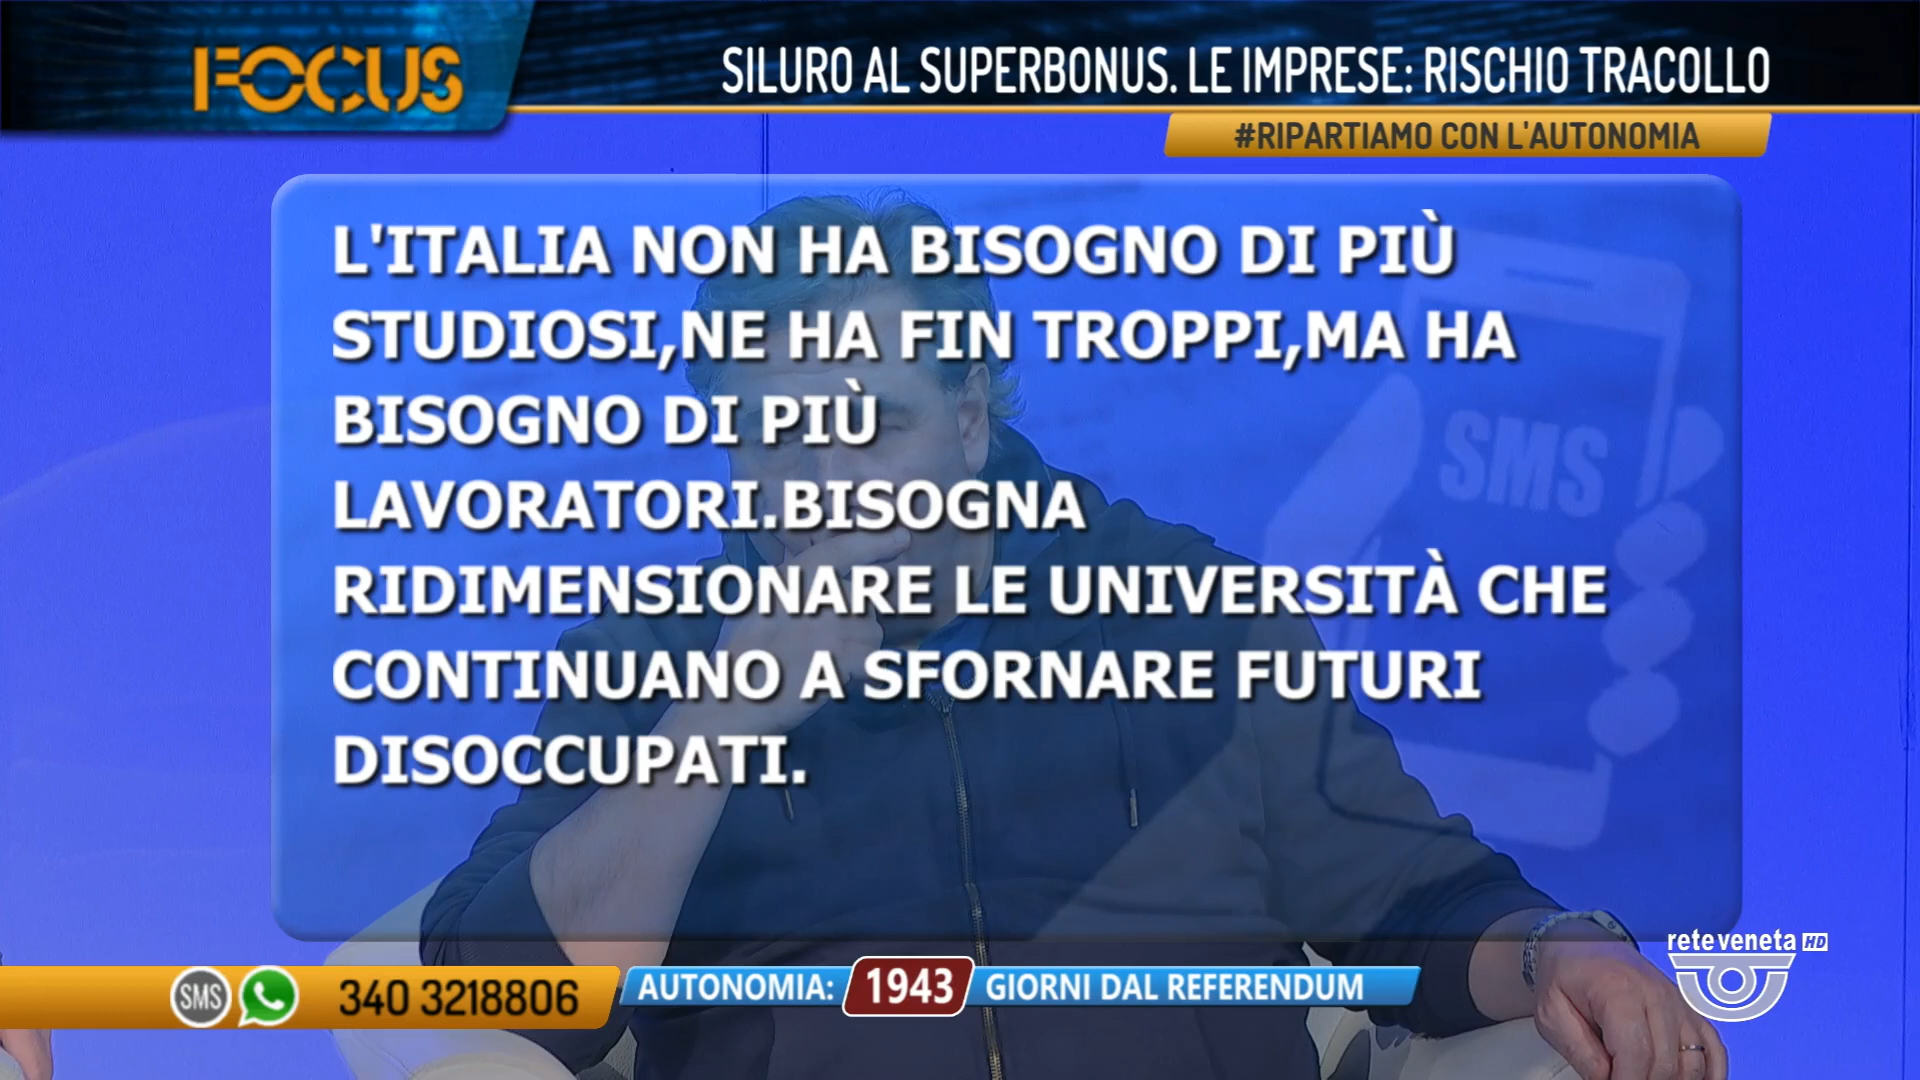 FOCUS
SILURO AL SUPERBONUS. LE IMPRESE: RISCHIO TRACOLLO
#RIPARTIAMO CON L'AUTONOMIA
L'ITALIA NON HA BISOGNO DI PIÙ
STUDIOSI,NE HA FIN TROPPI,MA HA
BISOGNO DI PIÙ
LAVORATORI.BISOGNA
RIDIMENSIONARE LE UNIVERSITÀ CHE
CONTINUANO A SFORNARE FUTURI
DISOCCUPATI.
SMS
reteveneta HD
SMS 340 3218806
AUTONOMIA: 1943 GIORNI DAL REFERENDUM